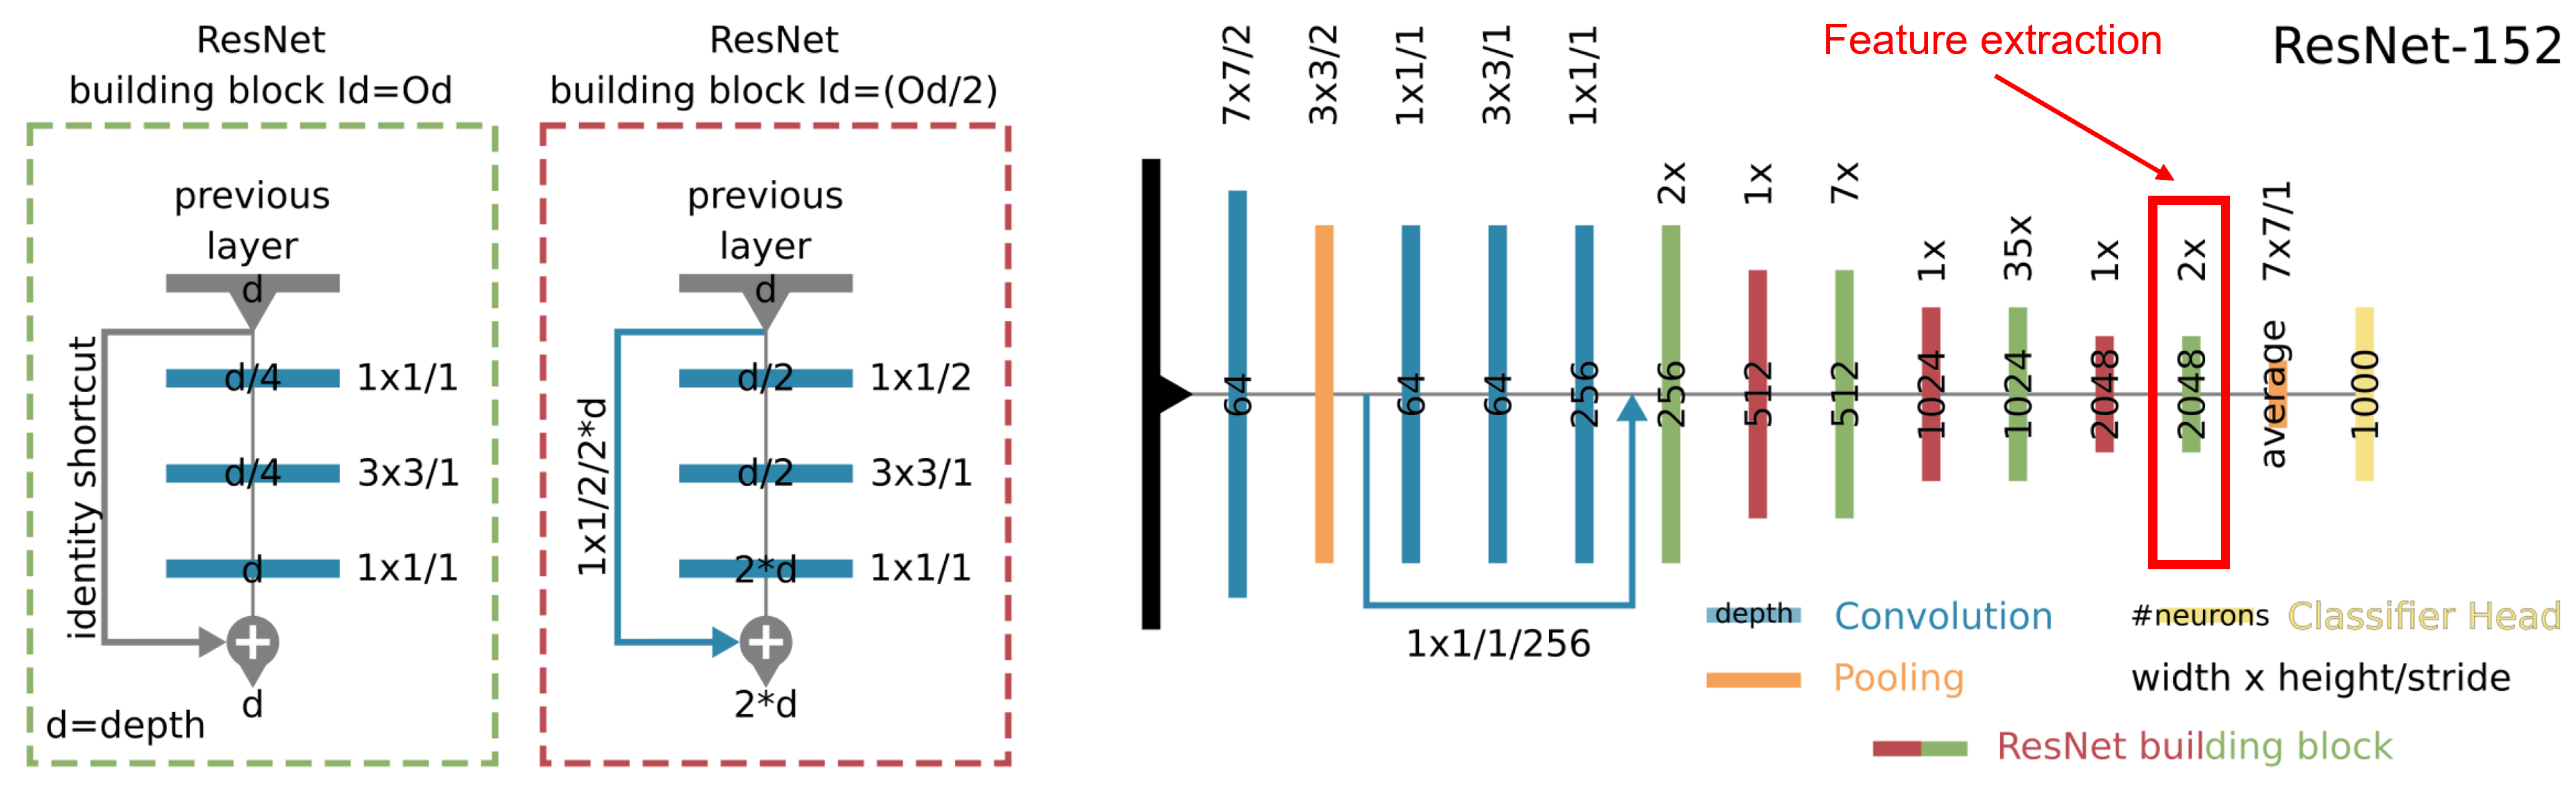 ResNet
building block Id=Od
previous
layer
d
identity shortcut
d/4 1x1/1
d/4 3x3/1
d 1x1/1
d
d=depth
ResNet
building block Id=(Od/2)
previous
layer
d
1x1/2/2*d
d/2 1x1/2
d/2 3x3/1
2*d 1x1/1
2*d
ResNet-152
Feature extraction
7x7/2
3x3/2
1x1/1
3x3/1
1x1/1
2x
1x
7x
1x
35x
1x
2x
7x7/1
64
64
64
256
256
512
512
1024
1024
2048
2048
average
1000
1x1/1/256
depth Convolution
#neurons Classifier Head
Pooling
width x height/stride
ResNet building block